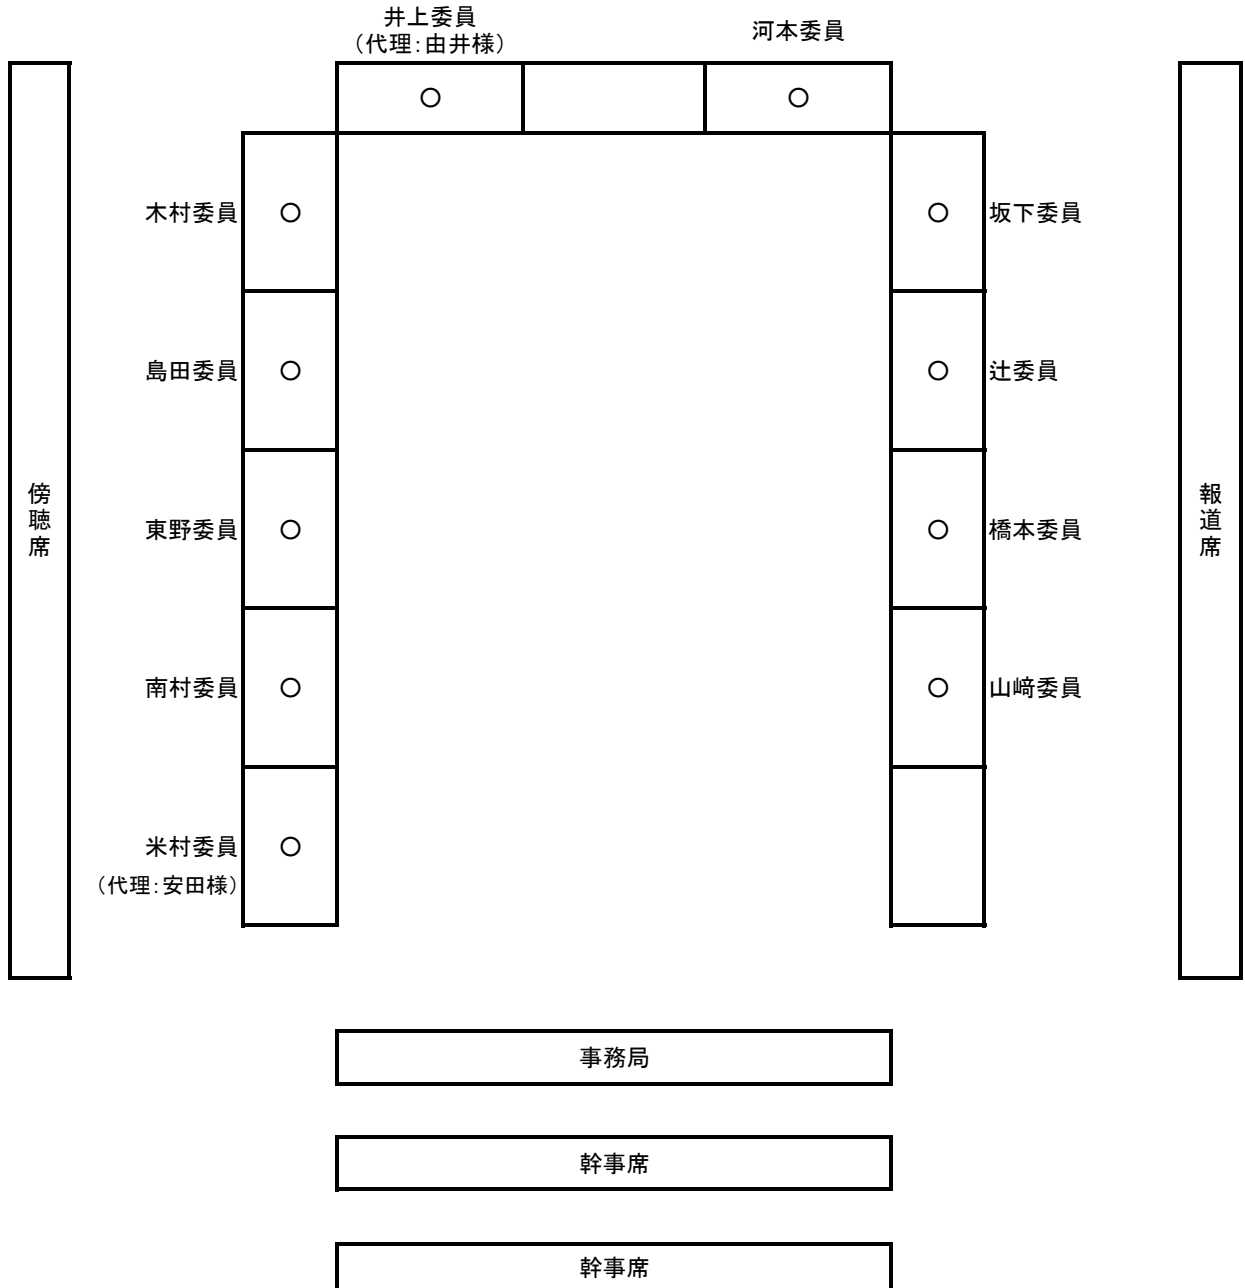 井上委員
（代理：由井様）
河本委員
木村委員
坂下委員
島田委員
辻委員
傍聴席
報道席
東野委員
橋本委員
南村委員
山﨑委員
米村委員
（代理：安田様）
事務局
幹事席
幹事席